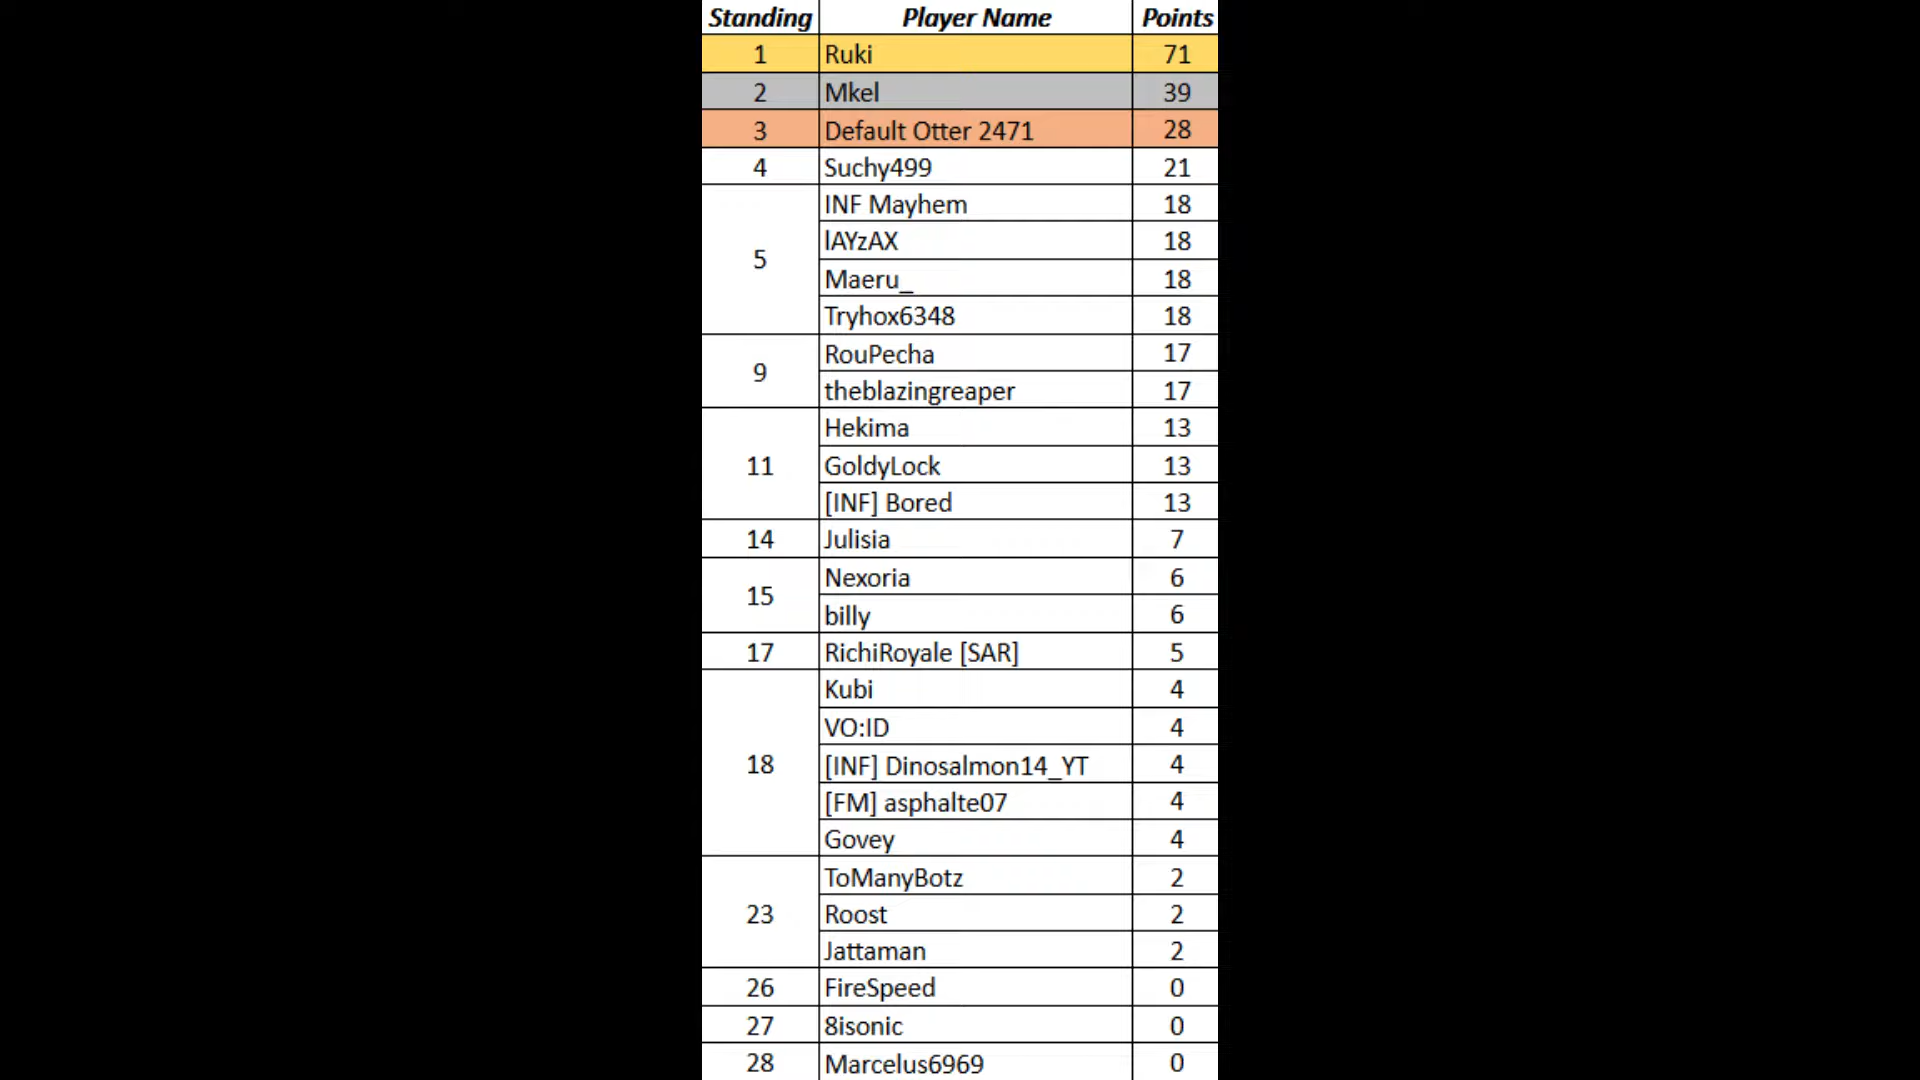 Standing Player Name Points
1 Ruki 71
2 Mkel 39
3 Default Otter 2471 28
4 Suchy499 21
5 INF Mayhem 18
lAYzAX 18
Maeru_ 18
Tryhox6348 18
9 RouPecha 17
theblazingreaper 17
11 Hekima 13
GoldyLock 13
[INF] Bored 13
14 Julisia 7
15 Nexoria 6
billy 6
17 RichiRoyale [SAR] 5
18 Kubi 4
VO:ID 4
[INF] Dinosalmon14_YT 4
[FM] asphalte07 4
Govey 4
23 ToManyBotz 2
Roost 2
Jattaman 2
26 FireSpeed 0
27 8isonic 0
28 Marcelus6969 0